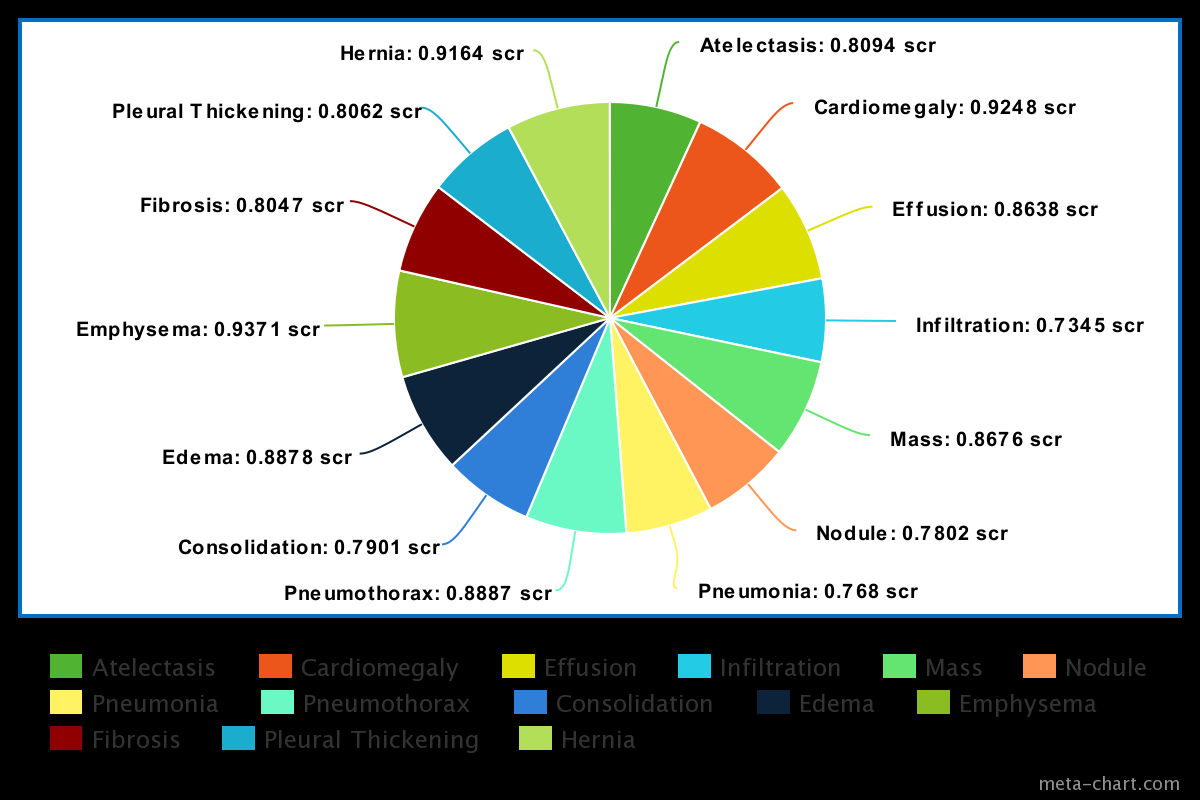 Hernia: 0.9164 scr
Atelectasis: 0.8094 scr
Pleural Thickening: 0.8062 scr
Cardiomegaly: 0.9248 scr
Fibrosis: 0.8047 scr
Effusion: 0.8638 scr
Emphysema: 0.9371 scr
Infiltration: 0.7345 scr
Edema: 0.8878 scr
Mass: 0.8676 scr
Consolidation: 0.7901 scr
Nodule: 0.7802 scr
Pneumothorax: 0.8887 scr
Pneumonia: 0.768 scr
Atelectasis Cardiomegaly Effusion Infiltration Mass Nodule
Pneumonia Pneumothorax Consolidation Edema Emphysema
Fibrosis Pleural Thickening Hernia
meta-chart.com